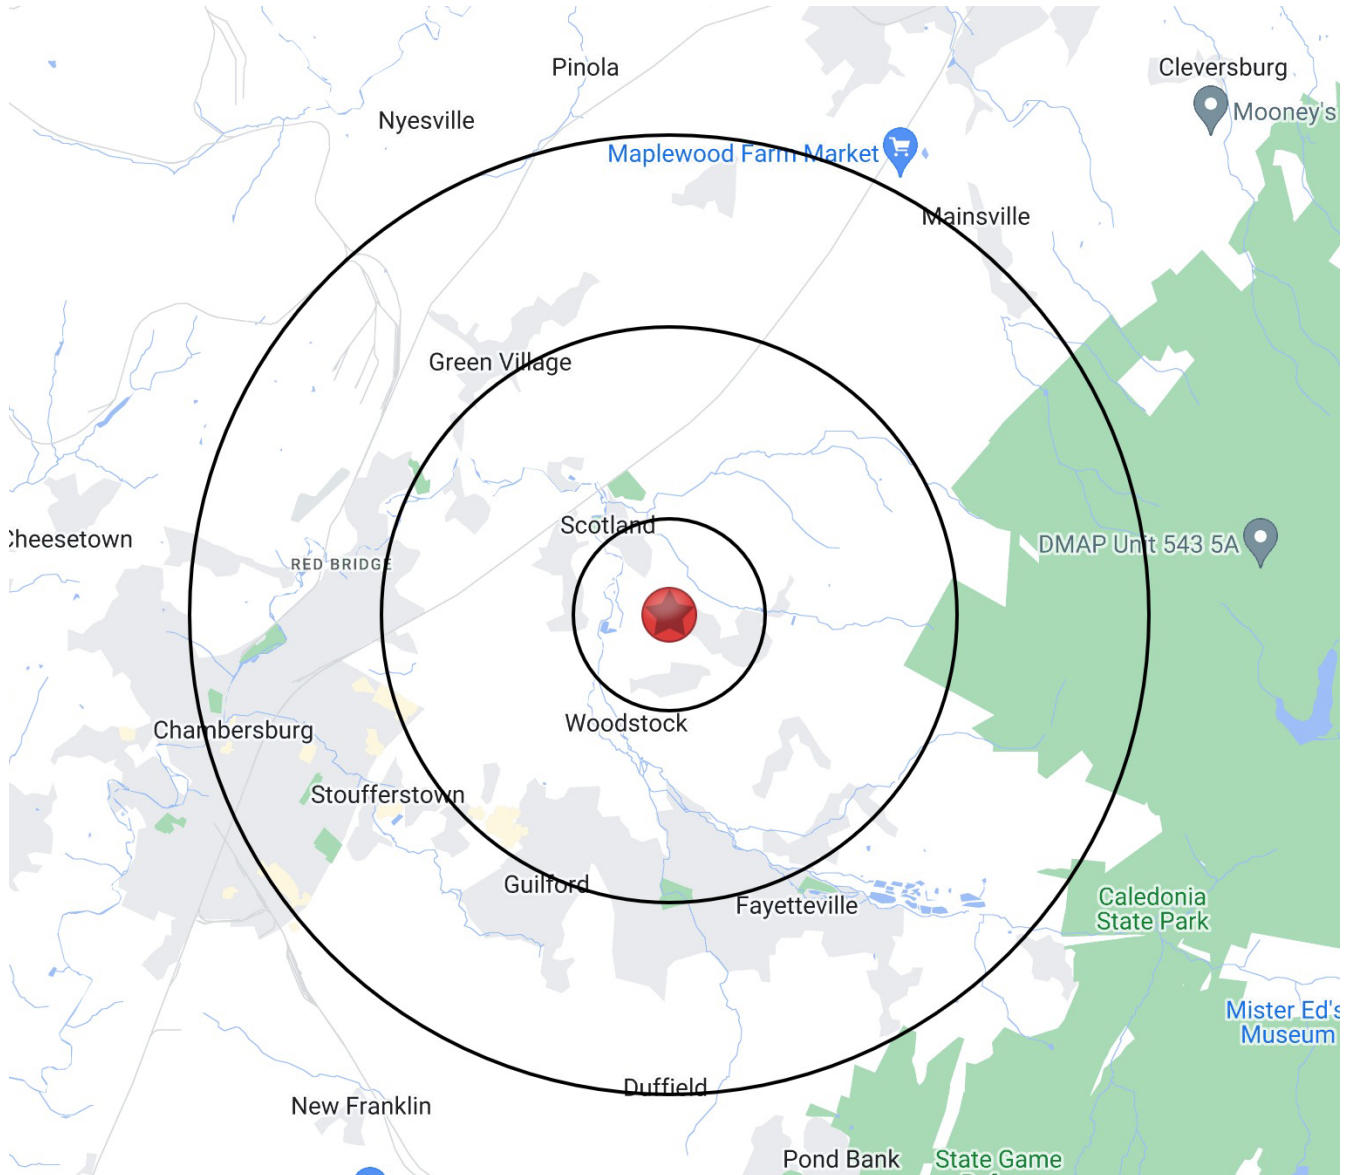 Pinola
Cleversburg
Mooney's
Nyesville
Maplewood Farm Market
Mainsville
Green Village
Scotland
Cheesetown
DMAP Unit 543 5A
RED BRIDGE
Woodstock
Chambersburg
Stoufferstown
Guilford
Fayetteville
Caledonia
State Park
Mister Ed's
Museum
Duffield
New Franklin
Pond Bank
State Game